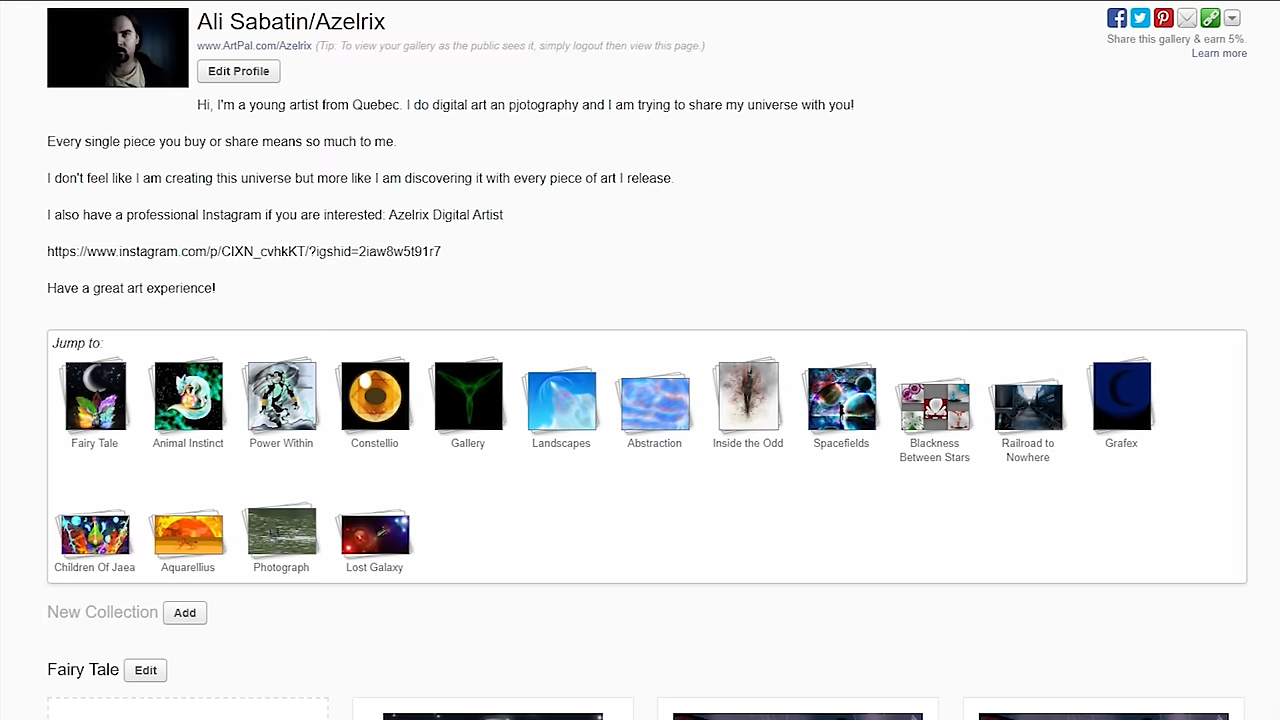 Ali Sabatin/Azelrix
www.ArtPal.com/Azelrix (Tip: To view your gallery as the public sees it, simply logout then view this page.)
Share this gallery & earn 5%.
Learn more
Edit Profile
Hi, I'm a young artist from Quebec. I do digital art an pjotography and I am trying to share my universe with you!
Every single piece you buy or share means so much to me.
I don't feel like I am creating this universe but more like I am discovering it with every piece of art I release.
I also have a professional Instagram if you are interested: Azelrix Digital Artist
https://www.instagram.com/p/CIXN_cvhkKT/?igshid=2iaw8w5t91r7
Have a great art experience!
Jump to:
Fairy Tale
Animal Instinct
Power Within
Constellio
Gallery
Landscapes
Abstraction
Inside the Odd
Spacefields
Blackness
Between Stars
Railroad to
Nowhere
Grafex
Children Of Jaea
Aquarellius
Photograph
Lost Galaxy
New Collection Add
Fairy Tale Edit